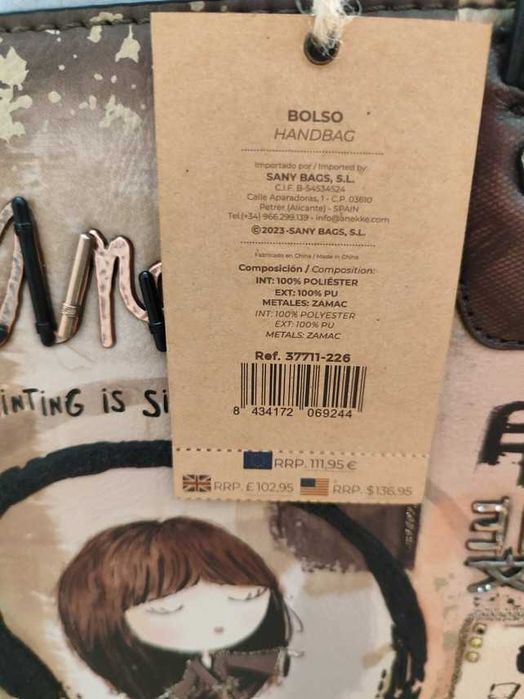 BOLSO
HANDBAG
Importado por / Imported by
SANY BAGS, S.L.
C.I.F. B-54534524
Calle Aparadoras, 1 - C.P. 03610
Petrer (Alicante) - SPAIN
Tel.(+34) 966 299 139 - info@anekke.com
©2023-SANY BAGS, S.L.
Fabricado en China / Made in China
Composición / Composition:
INT: 100% POLIÉSTER
EXT: 100% PU
METALES: ZAMAC
INT: 100% POLYESTER
EXT: 100% PU
METALS: ZAMAC
Ref. 37711-226
8 434172 069244
RRP. 111,95 €
RRP. £ 102,95
RRP. $136,95
IS